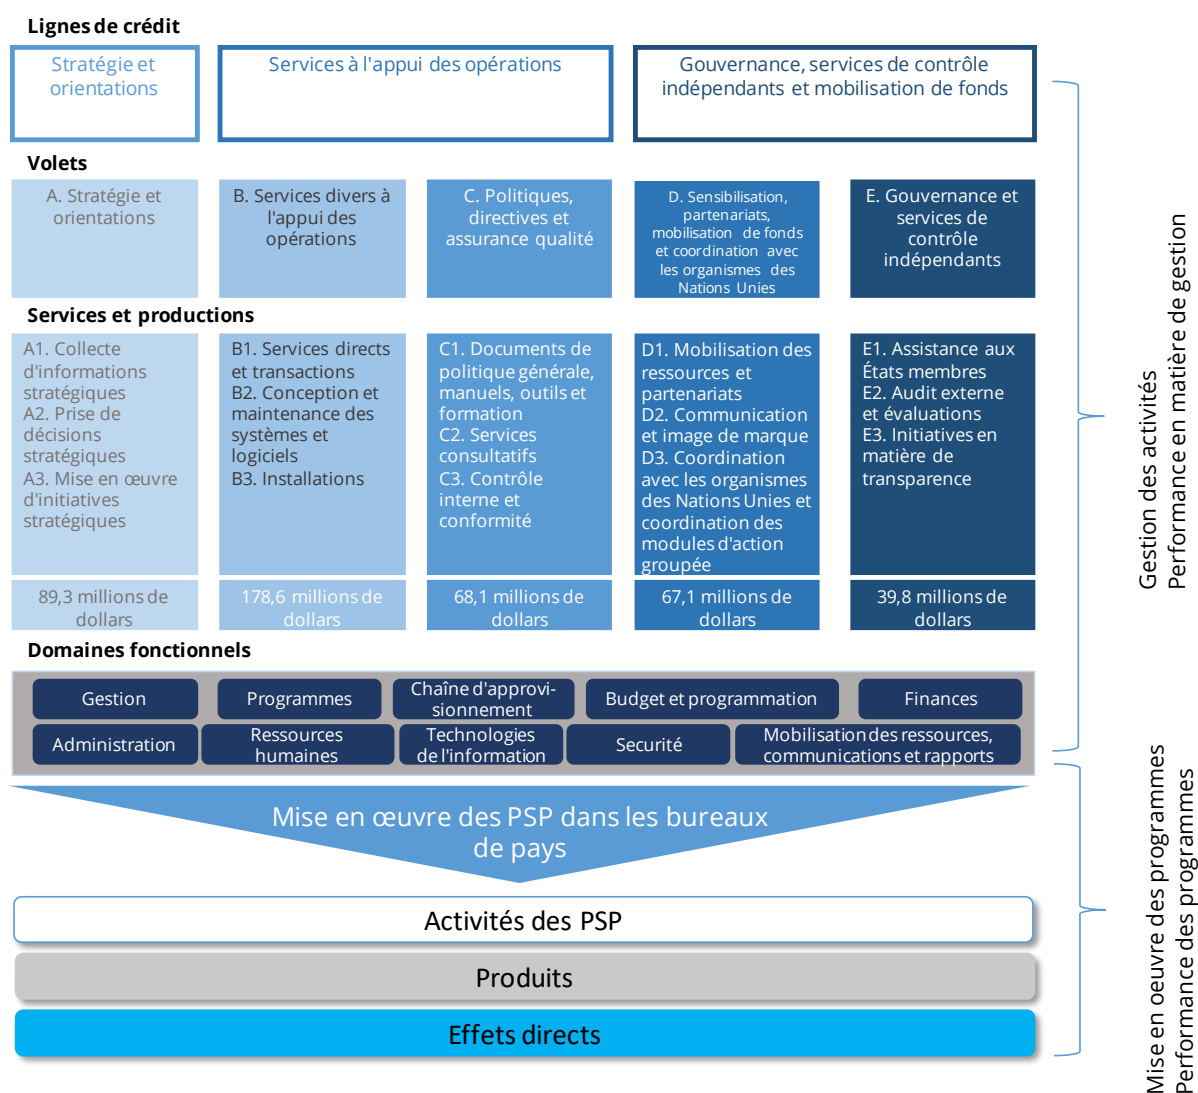 Lignes de crédit
Stratégie et
orientations
Services à l'appui des opérations
Gouvernance, services de contrôle
indépendants et mobilisation de fonds
Volets
A. Stratégie et
orientations
B. Services divers à
l'appui des
opérations
C. Politiques,
directives et
assurance qualité
D. Sensibilisation,
partenariats,
mobilisation de fonds
et coordination avec
les organismes des
Nations Unies
E. Gouvernance et
services de
contrôle
indépendants
Services et productions
A1. Collecte
d'informations
stratégiques
A2. Prise de
décisions
stratégiques
A3. Mise en œuvre
d'initiatives
stratégiques
B1. Services directs
et transactions
B2. Conception et
maintenance des
systèmes et
logiciels
B3. Installations
C1. Documents de
politique générale,
manuels, outils et
formation
C2. Services
consultatifs
C3. Contrôle
interne et
conformité
D1. Mobilisation des
ressources et
partenariats
D2. Communication
et image de marque
D3. Coordination
avec les organismes
des Nations Unies et
coordination des
modules d'action
groupée
E1. Assistance aux
États membres
E2. Audit externe
et évaluations
E3. Initiatives en
matière de
transparence
89,3 millions de
dollars
178,6 millions de
dollars
68,1 millions de
dollars
67,1 millions de
dollars
39,8 millions de
dollars
Domaines fonctionnels
Gestion
Programmes
Chaîne d'approvi-
sionnement
Budget et programmation
Finances
Administration
Ressources
humaines
Technologies
de l'information
Securité
Mobilisation des ressources,
communications et rapports
Mise en œuvre des PSP dans les bureaux
de pays
Activités des PSP
Produits
Effets directs
Gestion des activités
Performance en matière de gestion
Mise en oeuvre des programmes
Performance des programmes